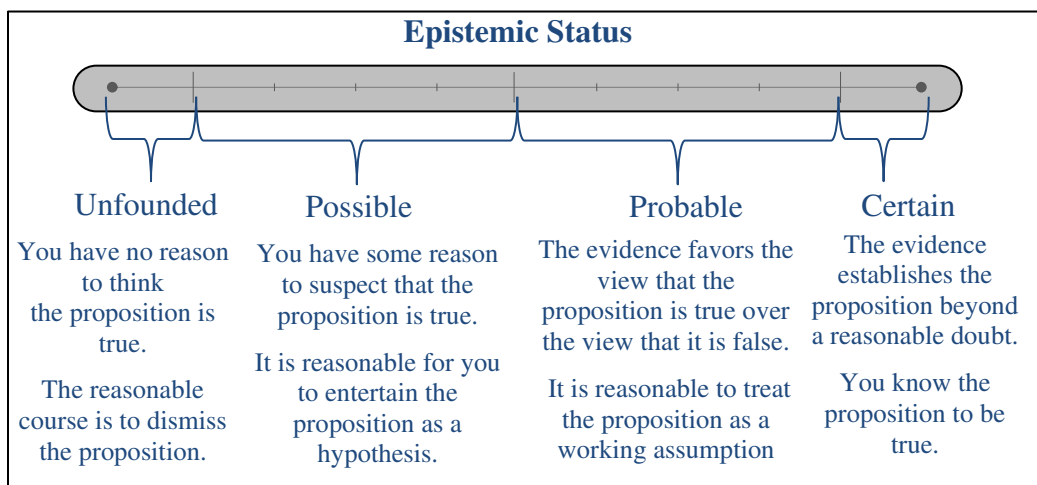 Epistemic Status
Unfounded
You have no reason
to think
the proposition is
true.
The reasonable
course is to dismiss
the proposition.
Possible
You have some reason
to suspect that the
proposition is true.
It is reasonable for you
to entertain the
proposition as a
hypothesis.
Probable
The evidence favors the
view that the
proposition is true over
the view that it is false.
It is reasonable to treat
the proposition as a
working assumption
Certain
The evidence
establishes the
proposition beyond
a reasonable doubt.
You know the
proposition to be
true.